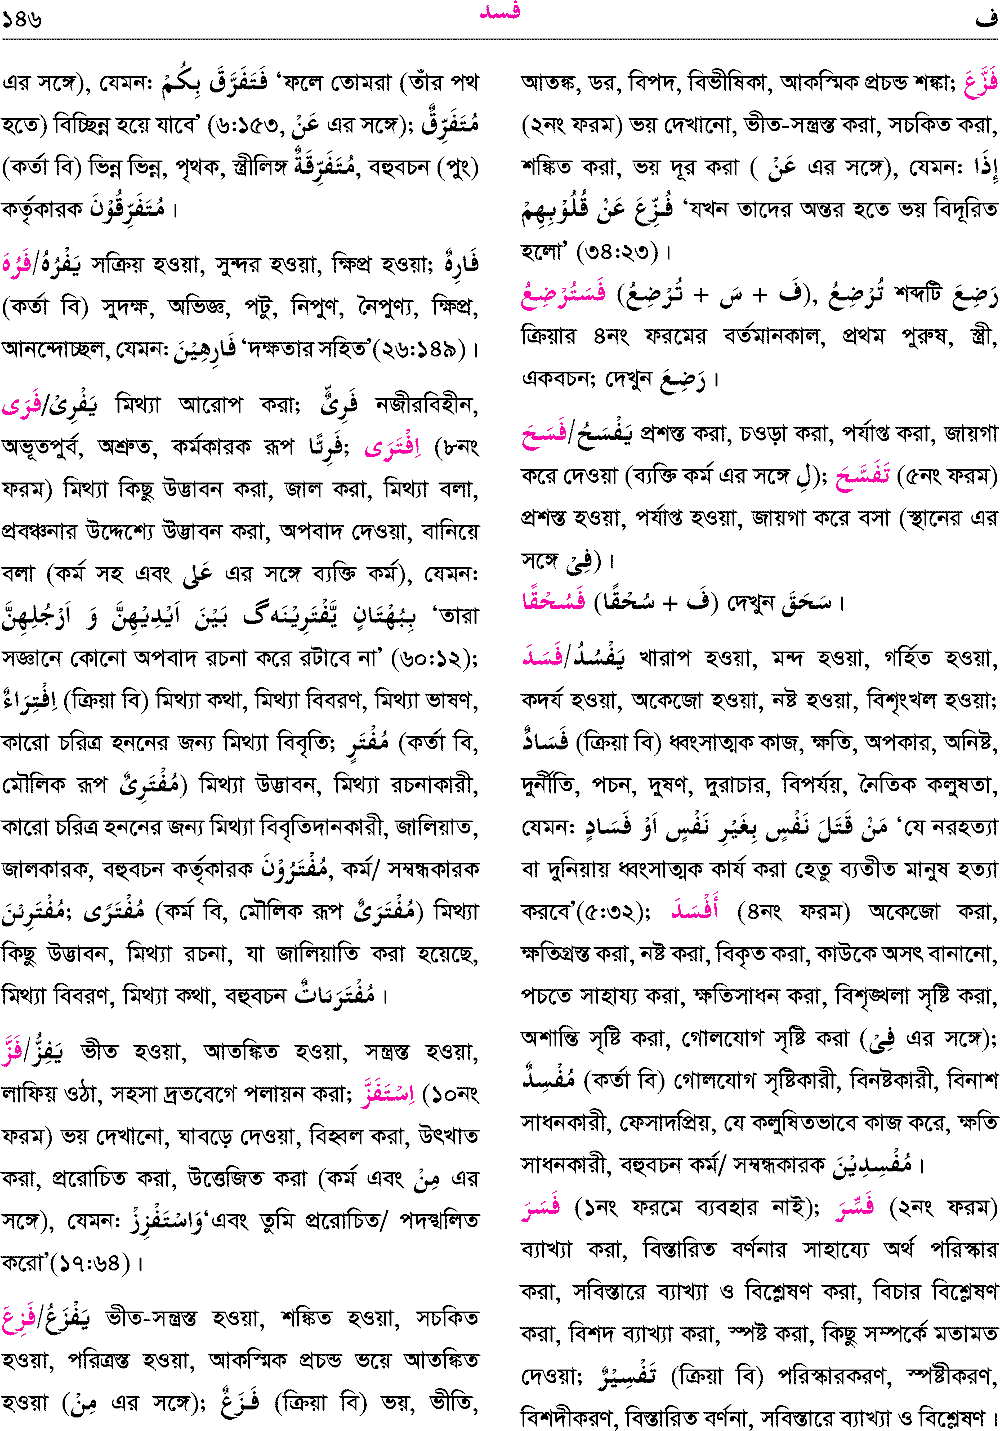 ১৪৬ فسد ف
এর সঙ্গে), যেমন: فَتَفَرَّقَ بِكُمْ ‘ফলে তোমরা (তাঁর পথ
হতে) বিচ্ছিন্ন হয়ে যাবে’ (৬:১৫৩, عَنْ এর সঙ্গে); مُتَفَرِّقٌ
(কর্তা বি) ভিন্ন ভিন্ন, পৃথক, স্ত্রীলিঙ্গ مُتَفَرِّقَةٌ, বহুবচন (পুং)
কর্তৃকারক مُتَفَرِّقُوْنَ ।
فَرُهَ/يَفْرُهُ সক্রিয় হওয়া, সুন্দর হওয়া, ক্ষিপ্র হওয়া; فَارِهٌ
(কর্তা বি) সুদক্ষ, অভিজ্ঞ, পটু, নিপুণ, নৈপুণ্য, ক্ষিপ্র,
আনন্দোচ্ছল, যেমন: فَارِهِيْنَ ‘দক্ষতার সহিত’(২৬:১৪৯) ।
فَرَى/يَفْرِىْ মিথ্যা আরোপ করা; فَرِىٌّ নজীরবিহীন,
অভূতপুর্ব, অশ্রুত, কর্মকারক রূপ فَرِيًّا; اِفْتَرَى (৮নং
ফরম) মিথ্যা কিছু উদ্ভাবন করা, জাল করা, মিথ্যা বলা,
প্রবঞ্চনার উদ্দেশ্যে উদ্ভাবন করা, অপবাদ দেওয়া, বানিয়ে
বলা (কর্ম সহ এবং عَلى এর সঙ্গে ব্যক্তি কর্ম), যেমন:
بِبُهْتَانٍ يَّفْتَرِيْنَه بَيْنَ اَيْدِيْهِنَّ وَ اَرْجُلِهِنَّ ‘তারা
সজ্ঞানে কোনো অপবাদ রচনা করে রটাবে না’ (৬০:১২);
اِفْتِرَاءٌ (ক্রিয়া বি) মিথ্যা কথা, মিথ্যা বিবরণ, মিথ্যা ভাষণ,
কারো চরিত্র হননের জন্য মিথ্যা বিবৃতি; مُفْتَرٍ (কর্তা বি,
মৌলিক রূপ مُفْتَرِىٌ) মিথ্যা উদ্ভাবন, মিথ্যা রচনাকারী,
কারো চরিত্র হননের জন্য মিথ্যা বিবৃতিদানকারী, জালিয়াত,
জালকারক, বহুবচন কর্তৃকারক مُفْتَرُوْنَ, কর্ম/ সম্বন্ধকারক
مُفْتَرِيْنَ; مُفْتَرًى (কর্ম বি, মৌলিক রূপ مُفْتَرَىٌ) মিথ্যা
কিছু উদ্ভাবন, মিথ্যা রচনা, যা জালিয়াতি করা হয়েছে,
মিথ্যা বিবরণ, মিথ্যা কথা, বহুবচন مُفْتَرَيَاتٌ ।
فَزَّ/يَفِزُّ ভীত হওয়া, আতঙ্কিত হওয়া, সন্ত্রস্ত হওয়া,
লাফিয় ওঠা, সহসা দ্রতবেগে পলায়ন করা; اِسْتَفَزَّ (১০নং
ফরম) ভয় দেখানো, ঘাবড়ে দেওয়া, বিহ্বল করা, উৎখাত
করা, প্ররোচিত করা, উত্তেজিত করা (কর্ম এবং مِنْ এর
সঙ্গে), যেমন: وَاسْتَفْزِزْ‘এবং তুমি প্ররোচিত/ পদস্খলিত
করো’(১৭:৬৪) ।
فَزِعَ/يَفْزَعُ ভীত-সন্ত্রস্ত হওয়া, শঙ্কিত হওয়া, সচকিত
হওয়া, পরিত্রস্ত হওয়া, আকস্মিক প্রচন্ড ভয়ে আতঙ্কিত
হওয়া (مِنْ এর সঙ্গে); فَزَعٌ (ক্রিয়া বি) ভয়, ভীতি,
আতঙ্ক, ডর, বিপদ, বিভীষিকা, আকস্মিক প্রচন্ড শঙ্কা; فَزَّعَ
(২নং ফরম) ভয় দেখানো, ভীত-সন্ত্রস্ত করা, সচকিত করা,
শঙ্কিত করা, ভয় দূর করা ( عَنْ এর সঙ্গে), যেমন: اِذَا
فُزِّعَ عَنْ قُلُوْبِهِمْ ‘যখন তাদের অন্তর হতে ভয় বিদূরিত
হলো’ (৩৪:২৩) ।
فَسَتُرْضِعُ (فَ + سَ + تُرْضِعُ), تُرْضِعُ শব্দটি رَضِعَ
ক্রিয়ার ৪নং ফরমের বর্তমানকাল, প্রথম পুরুষ, স্ত্রী,
একবচন; দেখুন رَضِعَ ।
فَسَحَ/يَفْسَحُ প্রশস্ত করা, চওড়া করা, পর্যাপ্ত করা, জায়গা
করে দেওয়া (ব্যক্তি কর্ম এর সঙ্গে لِ); تَفَسَّحَ (৫নং ফরম)
প্রশস্ত হওয়া, পর্যাপ্ত হওয়া, জায়গা করে বসা (স্থানের এর
সঙ্গে فِىْ) ।
فَسُحْقًا (فَ + سُحْقًا) দেখুন سَحَقَ ।
فَسَدَ/يَفْسُدُ খারাপ হওয়া, মন্দ হওয়া, গর্হিত হওয়া,
কদর্য হওয়া, অকেজো হওয়া, নষ্ট হওয়া, বিশৃংখল হওয়া;
فَسَادٌ (ক্রিয়া বি) ধ্বংসাত্মক কাজ, ক্ষতি, অপকার, অনিষ্ট,
দুর্নীতি, পচন, দুষণ, দুরাচার, বিপর্যয়, নৈতিক কলুষতা,
যেমন: مَنْ قَتَلَ نَفْسٍ بِغَيْرِ نَفْسٍ اَوْ فَسَادٍ ‘যে নরহত্যা
বা দুনিয়ায় ধ্বংসাত্মক কার্য করা হেতু ব্যতীত মানুষ হত্যা
করবে’(৫:৩২); أَفْسَدَ (৪নং ফরম) অকেজো করা,
ক্ষতিগ্রস্ত করা, নষ্ট করা, বিকৃত করা, কাউকে অসৎ বানানো,
পচতে সাহায্য করা, ক্ষতিসাধন করা, বিশৃঙ্খলা সৃষ্টি করা,
অশান্তি সৃষ্টি করা, গোলযোগ সৃষ্টি করা (فِىْ এর সঙ্গে);
مُفْسِدٌ (কর্তা বি) গোলযোগ সৃষ্টিকারী, বিনষ্টকারী, বিনাশ
সাধনকারী, ফেসাদপ্রিয়, যে কলুষিতভাবে কাজ করে, ক্ষতি
সাধনকারী, বহুবচন কর্ম/ সম্বন্ধকারক مُفْسِدِيْنَ ।
فَسَرَ (১নং ফরমে ব্যবহার নাই); فَسَّرَ (২নং ফরম)
ব্যাখ্যা করা, বিস্তারিত বর্ণনার সাহায্যে অর্থ পরিস্কার
করা, সবিস্তারে ব্যাখ্যা ও বিশ্লেষণ করা, বিচার বিশ্লেষণ
করা, বিশদ ব্যাখ্যা করা, স্পষ্ট করা, কিছু সম্পর্কে মতামত
দেওয়া; تَفْسِيْرٌ (ক্রিয়া বি) পরিস্কারকরণ, স্পষ্টীকরণ,
বিশদীকরণ, বিস্তারিত বর্ণনা, সবিস্তারে ব্যাখ্যা ও বিশ্লেষণ ।